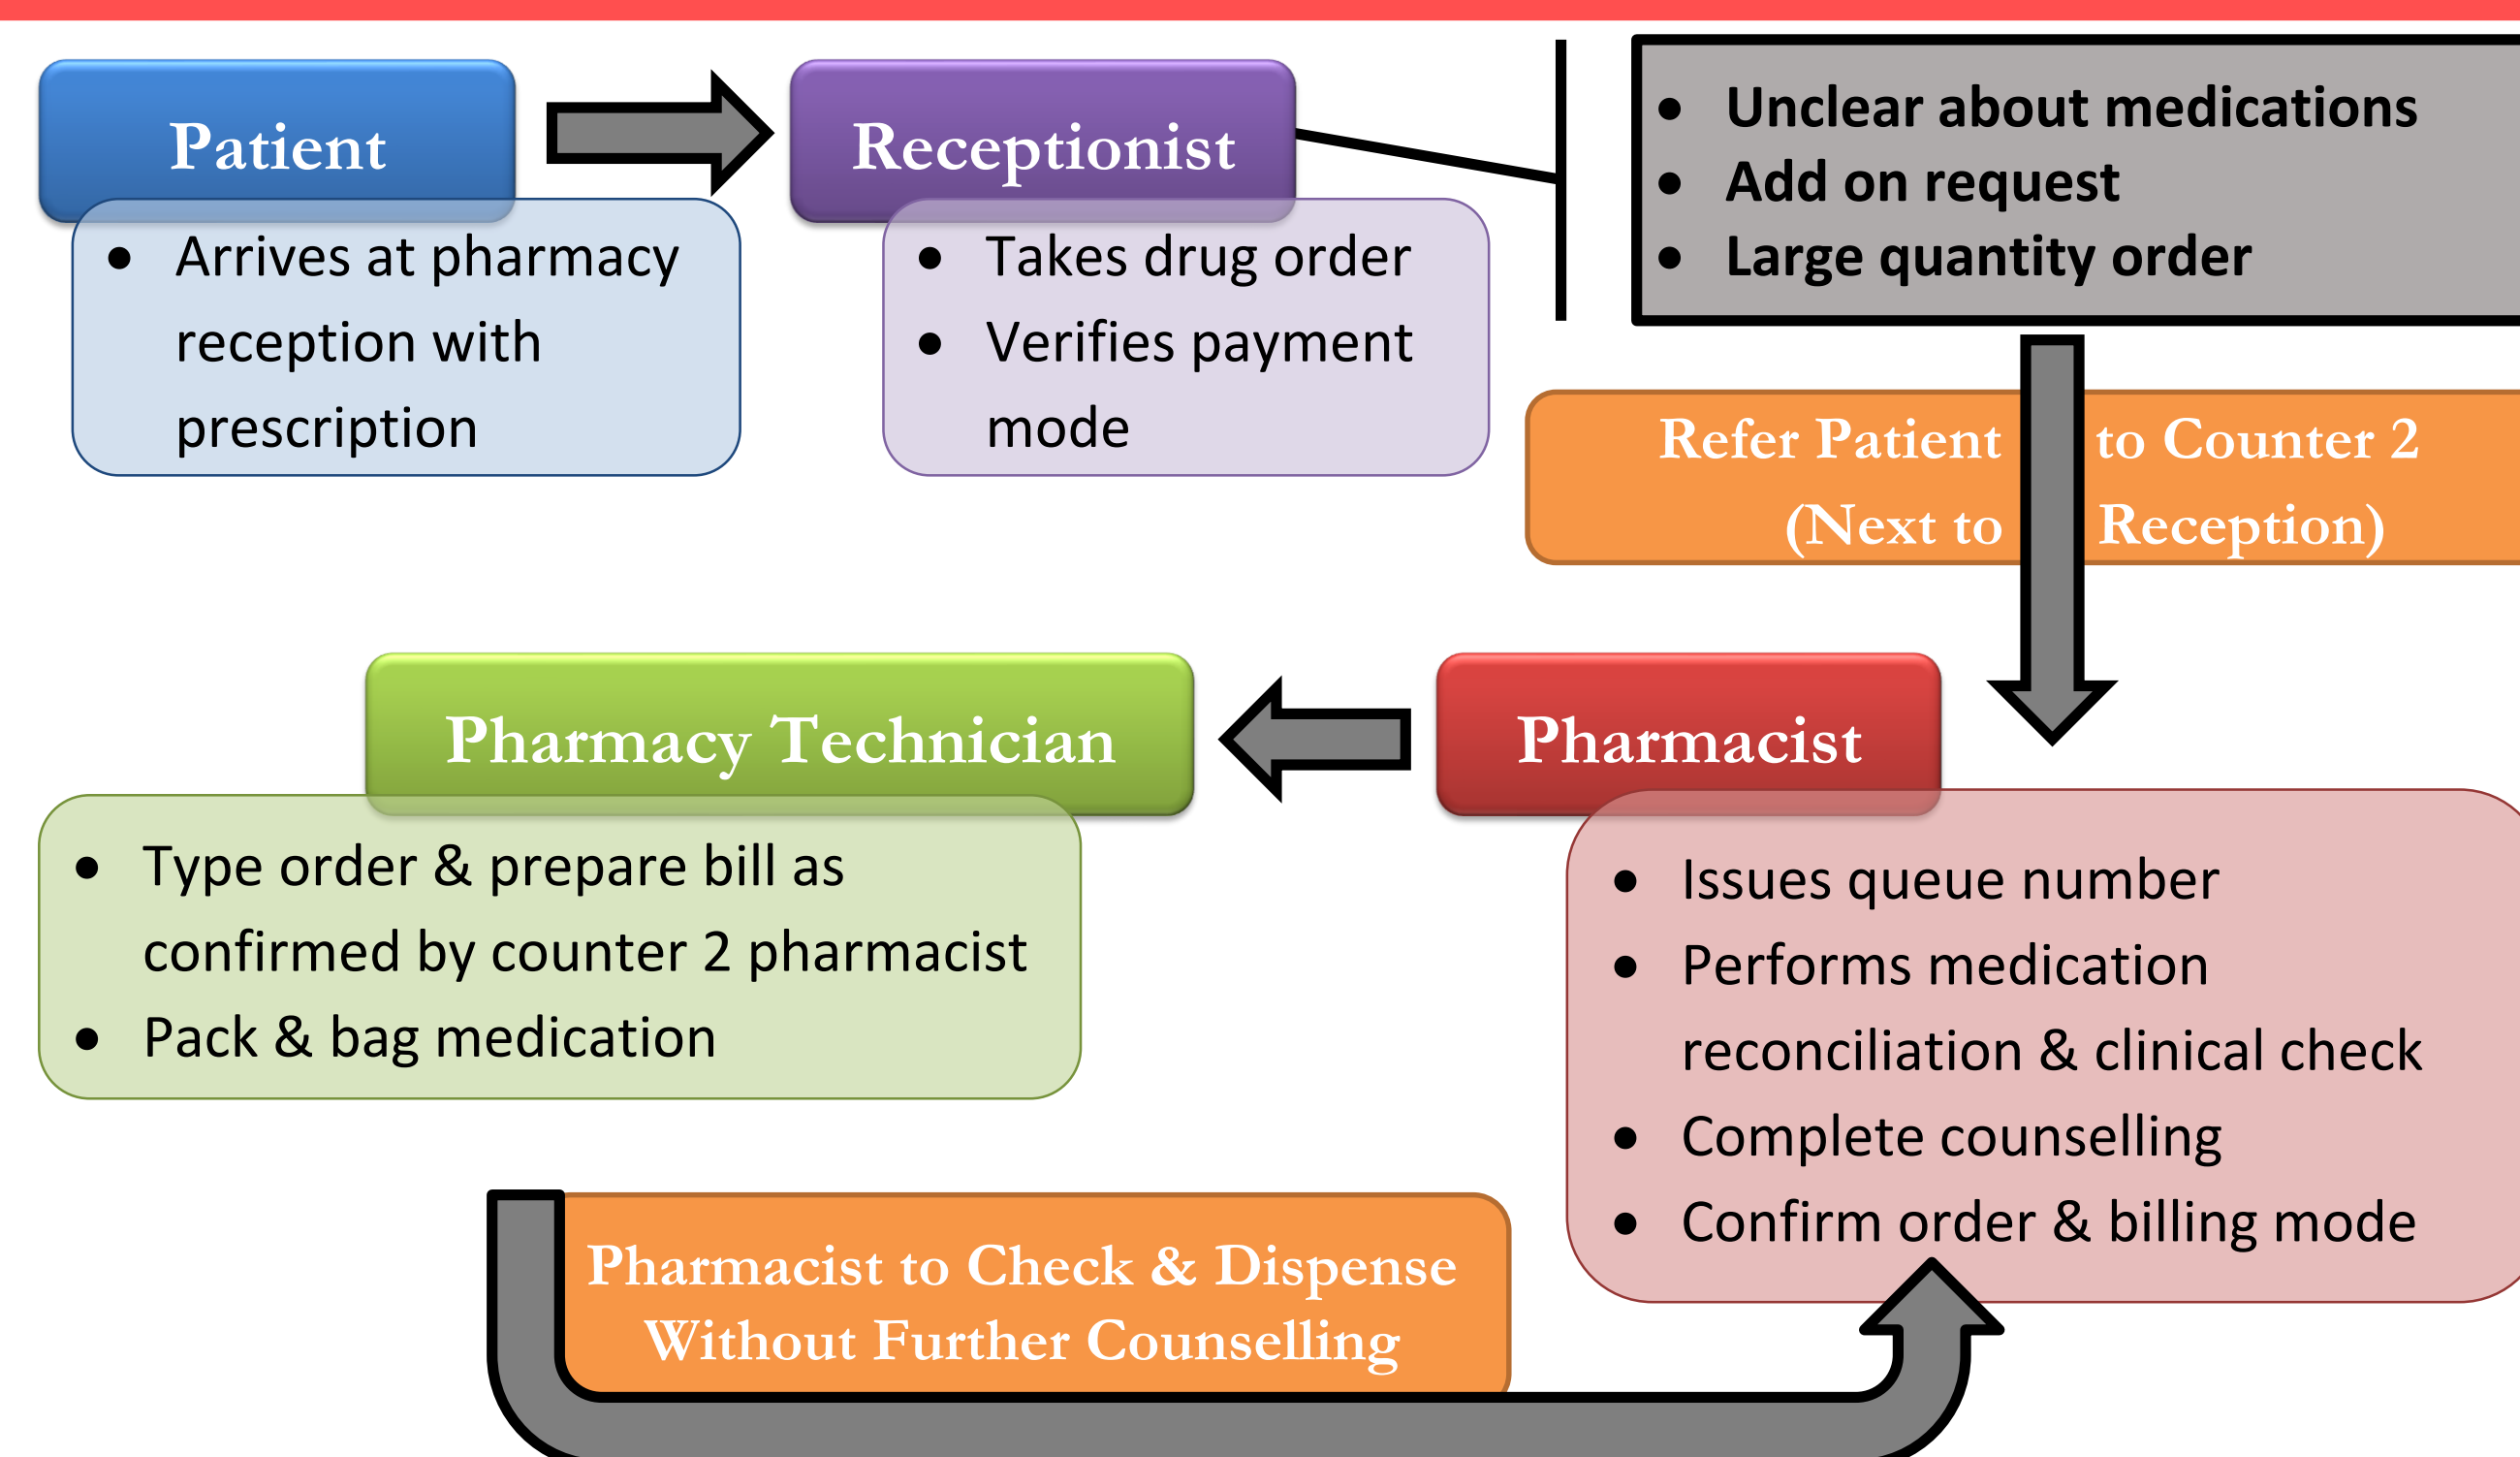 Patient
• Arrives at pharmacy
reception with
prescription
Receptionist
• Takes drug order
• Verifies payment
mode
• Unclear about medications
• Add on request
• Large quantity order
Refer Patient to Counter 2
(Next to Reception)
Pharmacist
• Issues queue number
• Performs medication
reconciliation & clinical check
• Complete counselling
• Confirm order & billing mode
Pharmacy Technician
• Type order & prepare bill as
confirmed by counter 2 pharmacist
• Pack & bag medication
Pharmacist to Check & Dispense
Without Further Counselling